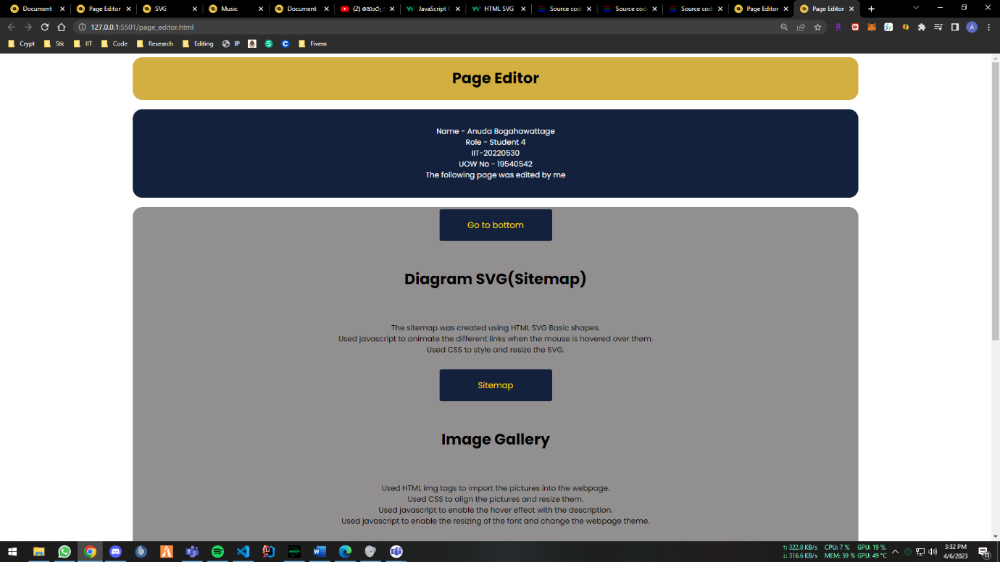 Document
Page Editor
SVG
Music
Document
(2)
JavaScript
HTML SVG
Source cod
Source cod
Source cod
Page Editor
Page Editor
127.0.0.1:5501/page_editor.html
Crypt
Stk
IIT
Code
Research
Editing
IP
Fivem
Page Editor
Name - Anuda Bogahawattage
Role - Student 4
IIT-20220530
UOW No - 19540542
The following page was edited by me
Go to bottom
Diagram SVG(Sitemap)
The sitemap was created using HTML SVG Basic shapes.
Used javascript to animate the different links when the mouse is hovered over them.
Used CSS to style and resize the SVG.
Sitemap
Image Gallery
Used HTML img tags to import the pictures into the webpage.
Used CSS to align the pictures and resize them.
Used javascript to enable the hover effect with the description.
Used javascript to enable the resizing of the font and change the webpage theme.
↑: 322.8 KB/s CPU: 7 % GPU: 19 %
↓: 316.6 KB/s MEM: 59 % GPU: 49 °C
3:32 PM
4/6/2023